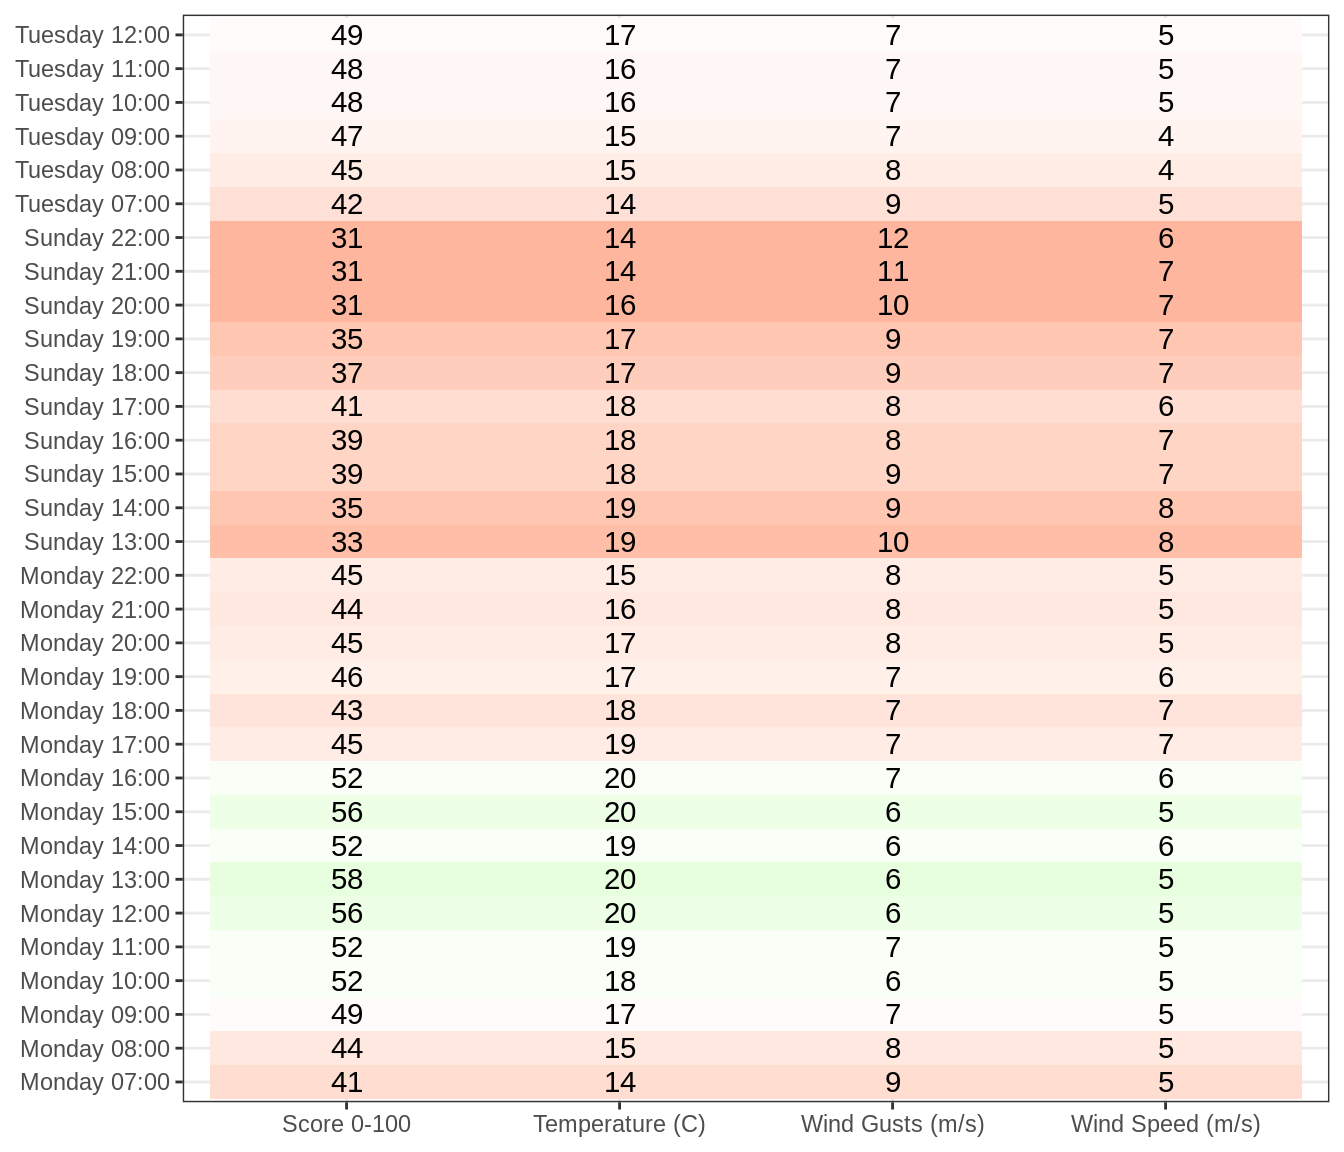 Tuesday 12:00 49 17 7 5
Tuesday 11:00 48 16 7 5
Tuesday 10:00 48 16 7 5
Tuesday 09:00 47 15 7 4
Tuesday 08:00 45 15 8 4
Tuesday 07:00 42 14 9 5
Sunday 22:00 31 14 12 6
Sunday 21:00 31 14 11 7
Sunday 20:00 31 16 10 7
Sunday 19:00 35 17 9 7
Sunday 18:00 37 17 9 7
Sunday 17:00 41 18 8 6
Sunday 16:00 39 18 8 7
Sunday 15:00 39 18 9 7
Sunday 14:00 35 19 9 8
Sunday 13:00 33 19 10 8
Monday 22:00 45 15 8 5
Monday 21:00 44 16 8 5
Monday 20:00 45 17 8 5
Monday 19:00 46 17 7 6
Monday 18:00 43 18 7 7
Monday 17:00 45 19 7 7
Monday 16:00 52 20 7 6
Monday 15:00 56 20 6 5
Monday 14:00 52 19 6 6
Monday 13:00 58 20 6 5
Monday 12:00 56 20 6 5
Monday 11:00 52 19 7 5
Monday 10:00 52 18 6 5
Monday 09:00 49 17 7 5
Monday 08:00 44 15 8 5
Monday 07:00 41 14 9 5
Score 0-100 Temperature (C) Wind Gusts (m/s) Wind Speed (m/s)